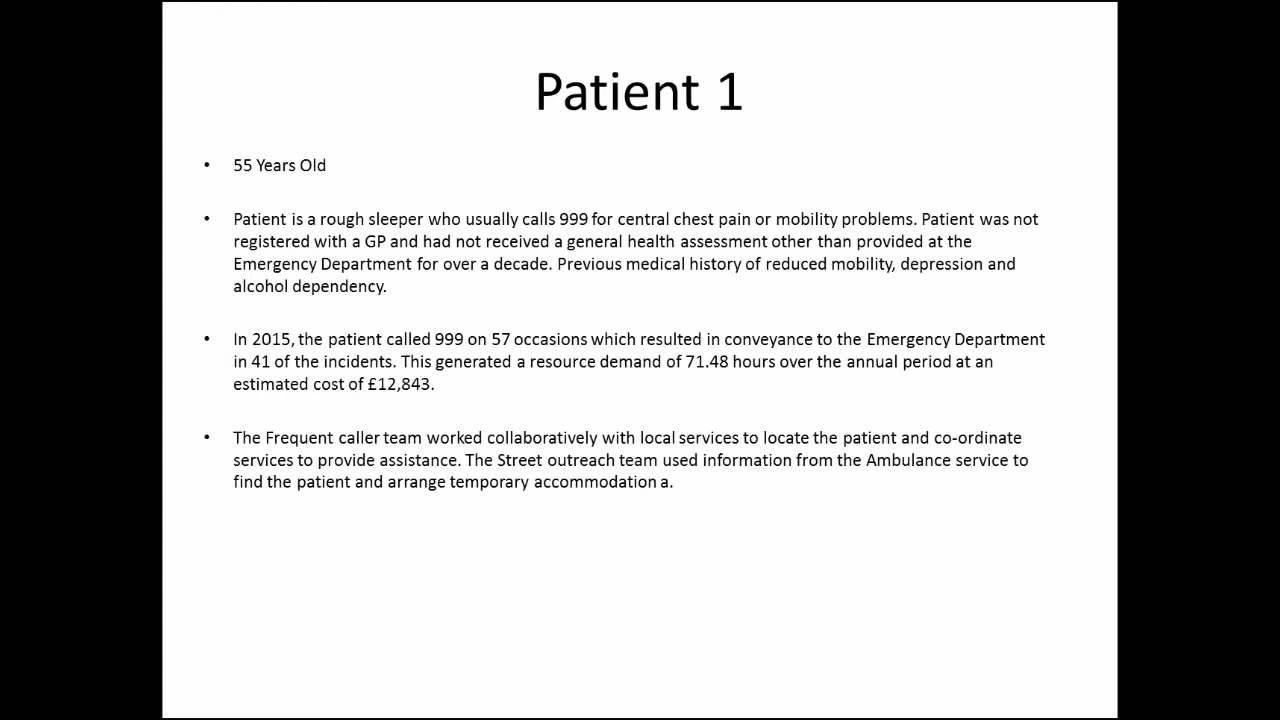 Patient 1
• 55 Years Old
• Patient is a rough sleeper who usually calls 999 for central chest pain or mobility problems. Patient was not
registered with a GP and had not received a general health assessment other than provided at the
Emergency Department for over a decade. Previous medical history of reduced mobility, depression and
alcohol dependency.
• In 2015, the patient called 999 on 57 occasions which resulted in conveyance to the Emergency Department
in 41 of the incidents. This generated a resource demand of 71.48 hours over the annual period at an
estimated cost of £12,843.
• The Frequent caller team worked collaboratively with local services to locate the patient and co-ordinate
services to provide assistance. The Street outreach team used information from the Ambulance service to
find the patient and arrange temporary accommodation a.